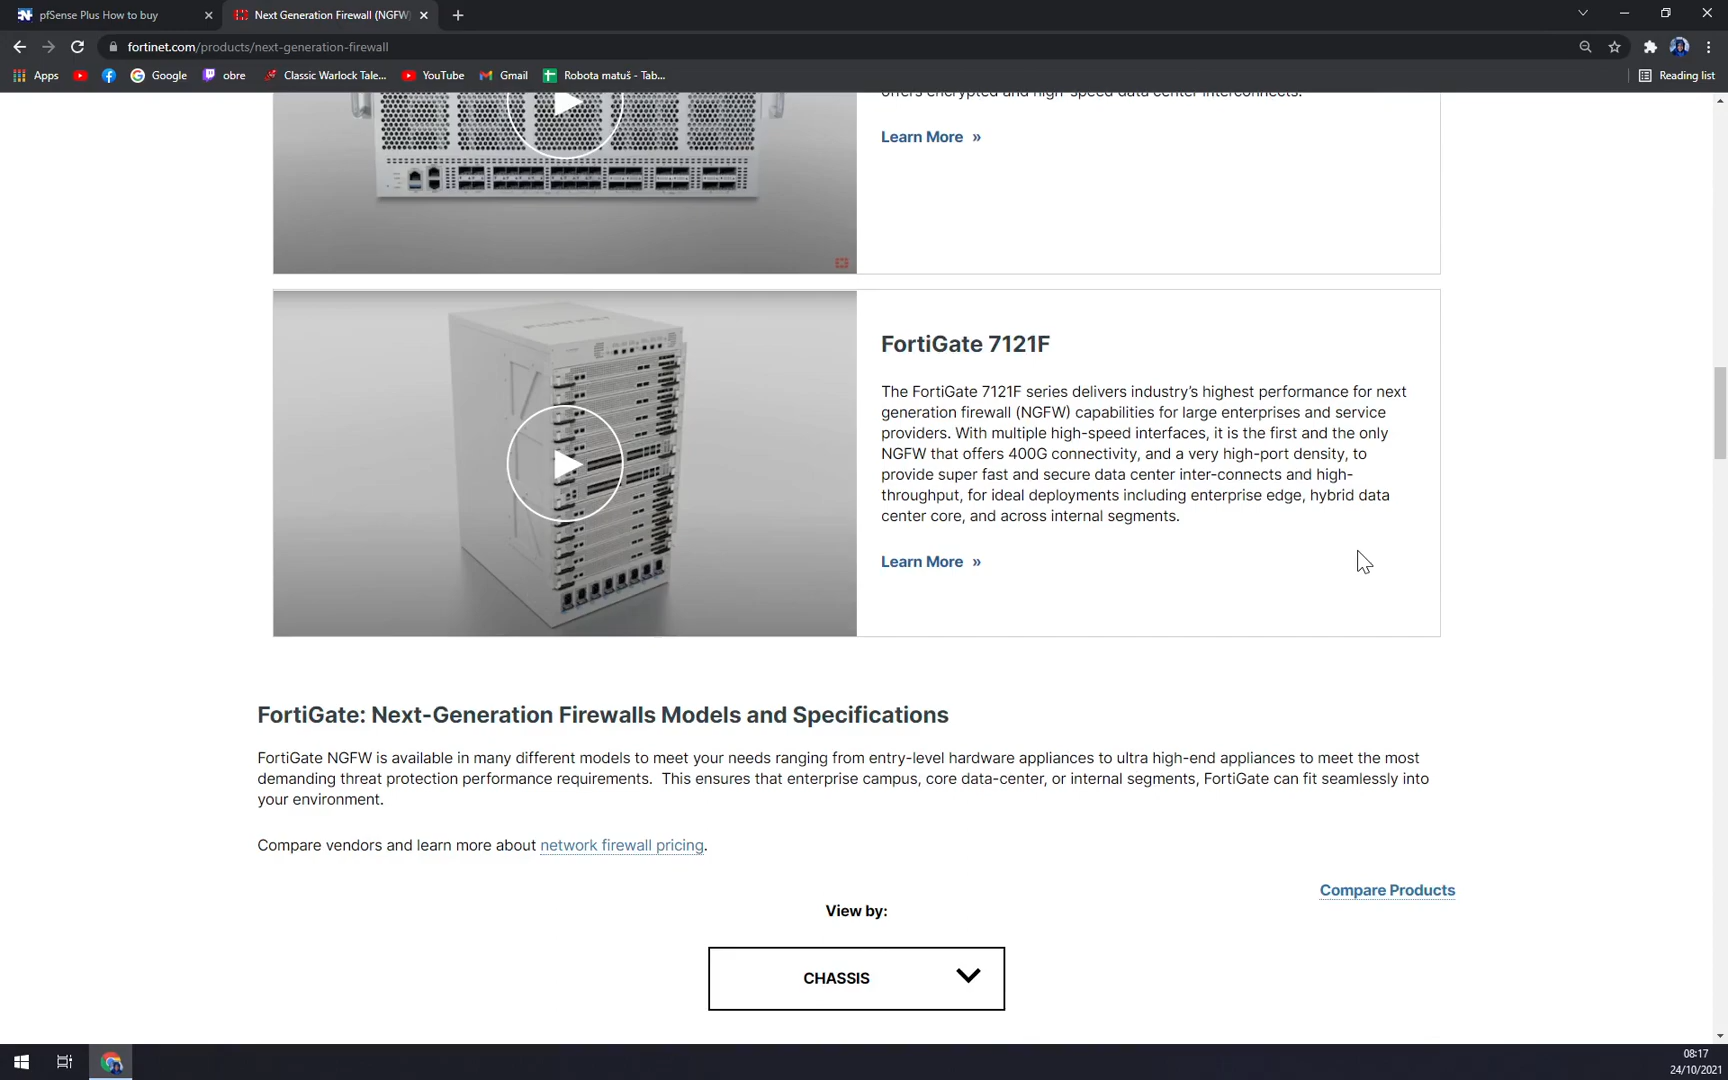 pfSense Plus How to buy
Next Generation Firewall (NGFW)
fortinet.com/products/next-generation-firewall
Apps
Google
obre
Classic Warlock Tale...
YouTube
Gmail
Robota matuš - Tab...
Reading list
offers encrypted and high-speed data center interconnects.
Learn More »
FORTINET
FortiGate 7121F
The FortiGate 7121F series delivers industry's highest performance for next
generation firewall (NGFW) capabilities for large enterprises and service
providers. With multiple high-speed interfaces, it is the first and the only
NGFW that offers 400G connectivity, and a very high-port density, to
provide super fast and secure data center inter-connects and high-
throughput, for ideal deployments including enterprise edge, hybrid data
center core, and across internal segments.
Learn More »
FortiGate: Next-Generation Firewalls Models and Specifications
FortiGate NGFW is available in many different models to meet your needs ranging from entry-level hardware appliances to ultra high-end appliances to meet the most
demanding threat protection performance requirements. This ensures that enterprise campus, core data-center, or internal segments, FortiGate can fit seamlessly into
your environment.
Compare vendors and learn more about network firewall pricing.
Compare Products
View by:
CHASSIS
08:17
24/10/2021